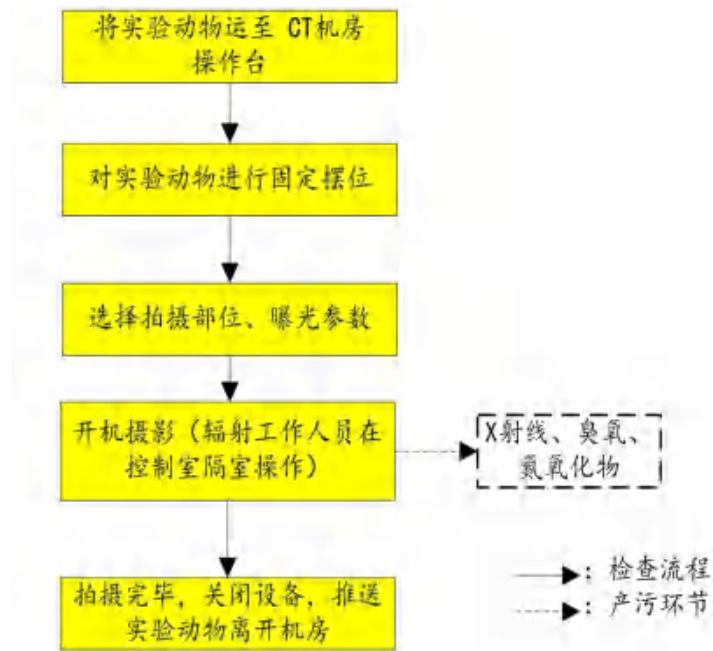 将实验动物运至 CT机房
操作台
对实验动物进行固定摆位
选择拍摄部位、曝光参数
开机摄影（辐射工作人员在
控制室隔室操作）
X射线、臭氧、
氮氧化物
拍摄完毕，关闭设备，推送
实验动物离开机房
：检查流程
：产污环节